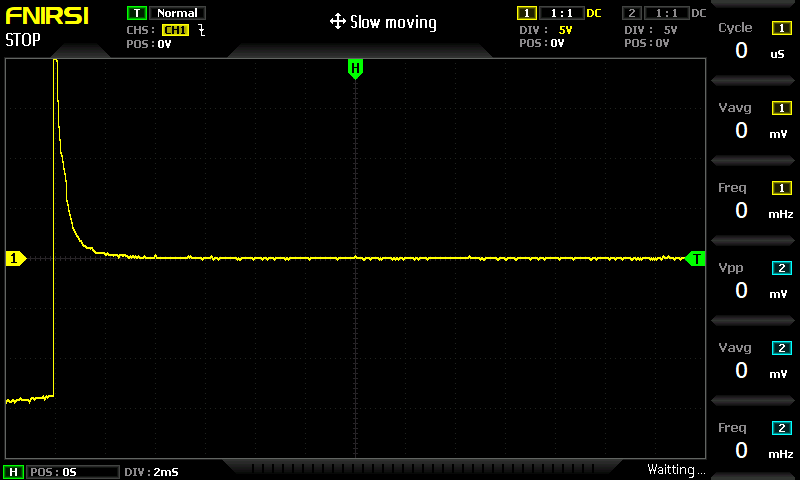 FNIRSI
STOP
T Normal
CHS: CH1
POS: 0V
Slow moving
1 1:1 DC
DIV: 5V
POS: 0V
2 1:1 DC
DIV: 5V
POS: 0V
H
1
T
Cycle 1
0 uS
Vavg 1
0 mV
Freq 1
0 mHz
Vpp 2
0 mV
Vavg 2
0 mV
Freq 2
0 mHz
H POS: 0S DIV: 2mS
Waitting...